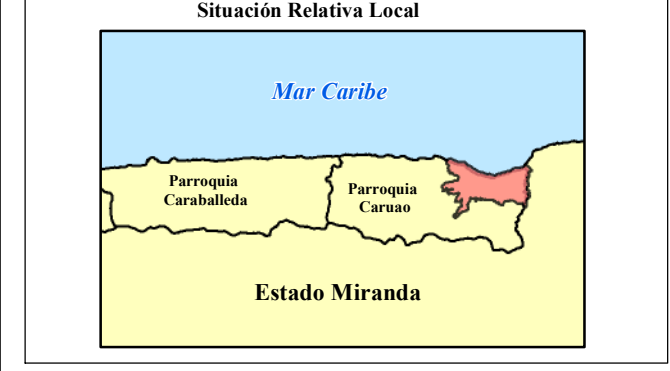 Situación Relativa Local
Mar Caribe
Parroquia
Caraballeda
Parroquia
Caruao
Estado Miranda